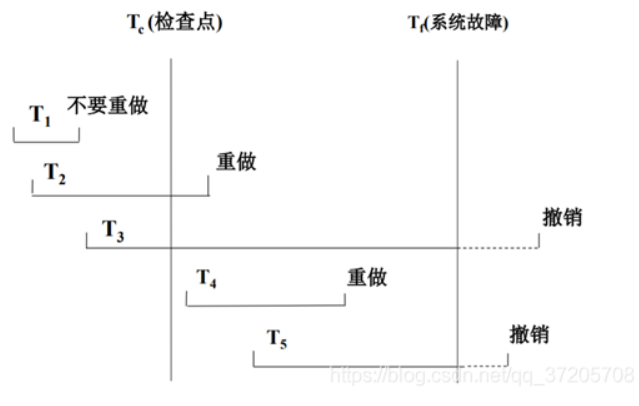 T_c (检查点)
T_f(系统故障)
T_1 不要重做
T_2 重做
T_3 撤销
T_4 重做
T_5 撤销
https://blog.csdn.net/qq_37205708